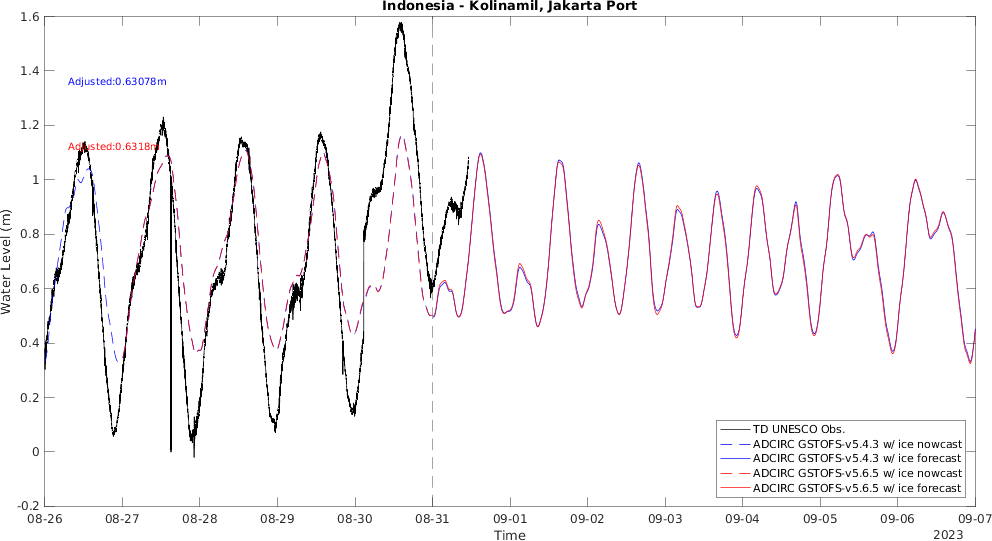 Indonesia - Kolinamil, Jakarta Port
1.6
1.4
1.2
1
0.8
0.6
0.4
0.2
0
-0.2
Water Level (m)
Adjusted:0.63078m
Adjusted:0.6318m
TD UNESCO Obs.
ADCIRC GSTOFS-v5.4.3 w/ ice nowcast
ADCIRC GSTOFS-v5.4.3 w/ ice forecast
ADCIRC GSTOFS-v5.6.5 w/ ice nowcast
ADCIRC GSTOFS-v5.6.5 w/ ice forecast
08-26 08-27 08-28 08-29 08-30 08-31 09-01 09-02 09-03 09-04 09-05 09-06 09-07
Time
2023